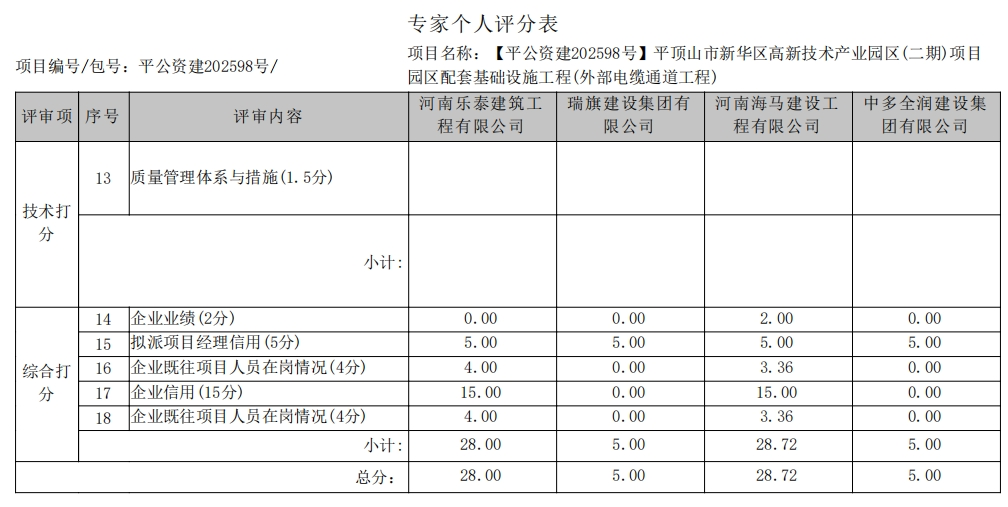 专家个人评分表
项目编号/包号：平公资建202598号/
项目名称：【平公资建202598号】平顶山市新华区高新技术产业园区(二期)项目
园区配套基础设施工程(外部电缆通道工程)
评审项 序号 评审内容 河南乐泰建筑工程有限公司 瑞旗建设集团有限公司 河南海马建设工程有限公司 中多全润建设集团有限公司
技术打分
13 质量管理体系与措施(1.5分)
小计:
综合打分
14 企业业绩(2分) 0.00 0.00 2.00 0.00
15 拟派项目经理信用(5分) 5.00 5.00 5.00 5.00
16 企业既往项目人员在岗情况(4分) 4.00 0.00 3.36 0.00
17 企业信用(15分) 15.00 0.00 15.00 0.00
18 企业既往项目人员在岗情况(4分) 4.00 0.00 3.36 0.00
小计: 28.00 5.00 28.72 5.00
总分: 28.00 5.00 28.72 5.00